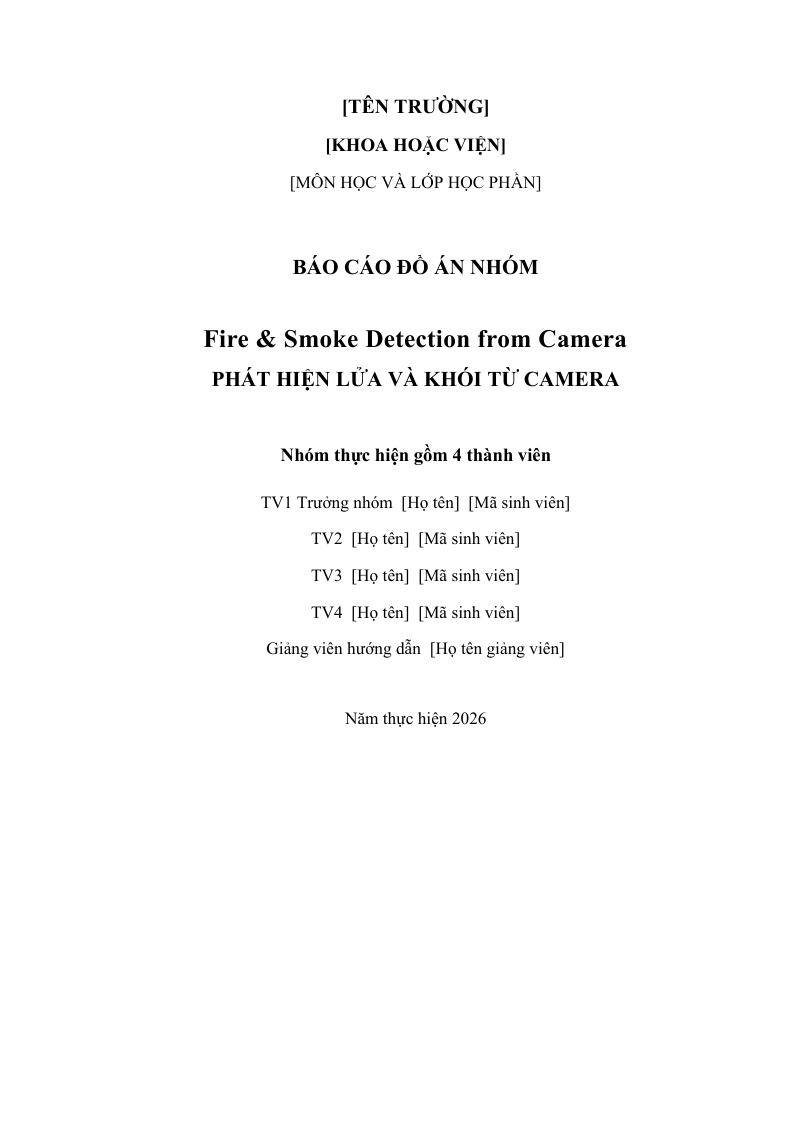 [TÊN TRƯỜNG]
[KHOA HOẶC VIỆN]
[MÔN HỌC VÀ LỚP HỌC PHẦN]
BÁO CÁO ĐỒ ÁN NHÓM
Fire & Smoke Detection from Camera
PHÁT HIỆN LỬA VÀ KHÓI TỪ CAMERA
Nhóm thực hiện gồm 4 thành viên
TV1 Trưởng nhóm [Họ tên] [Mã sinh viên]
TV2 [Họ tên] [Mã sinh viên]
TV3 [Họ tên] [Mã sinh viên]
TV4 [Họ tên] [Mã sinh viên]
Giảng viên hướng dẫn [Họ tên giảng viên]
Năm thực hiện 2026